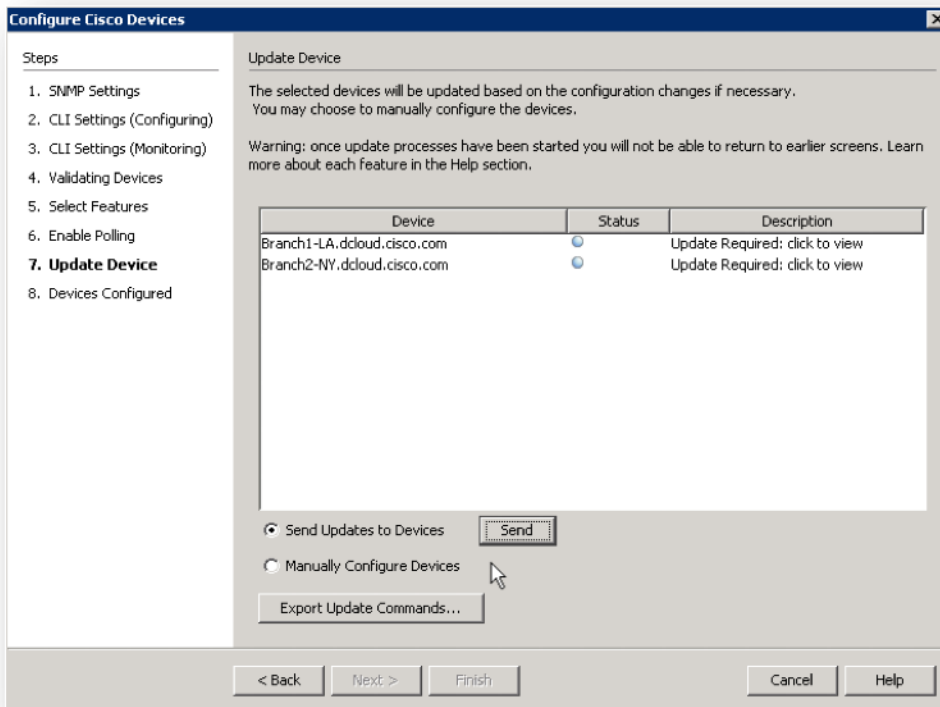 Configure Cisco Devices
Steps
1. SNMP Settings
2. CLI Settings (Configuring)
3. CLI Settings (Monitoring)
4. Validating Devices
5. Select Features
6. Enable Polling
7. Update Device
8. Devices Configured
Update Device
The selected devices will be updated based on the configuration changes if necessary.
You may choose to manually configure the devices.
Warning: once update processes have been started you will not be able to return to earlier screens. Learn
more about each feature in the Help section.
Device Status Description
Branch1-LA.dcloud.cisco.com Update Required: click to view
Branch2-NY.dcloud.cisco.com Update Required: click to view
Send Updates to Devices Send
Manually Configure Devices
Export Update Commands...
< Back Next > Finish Cancel Help